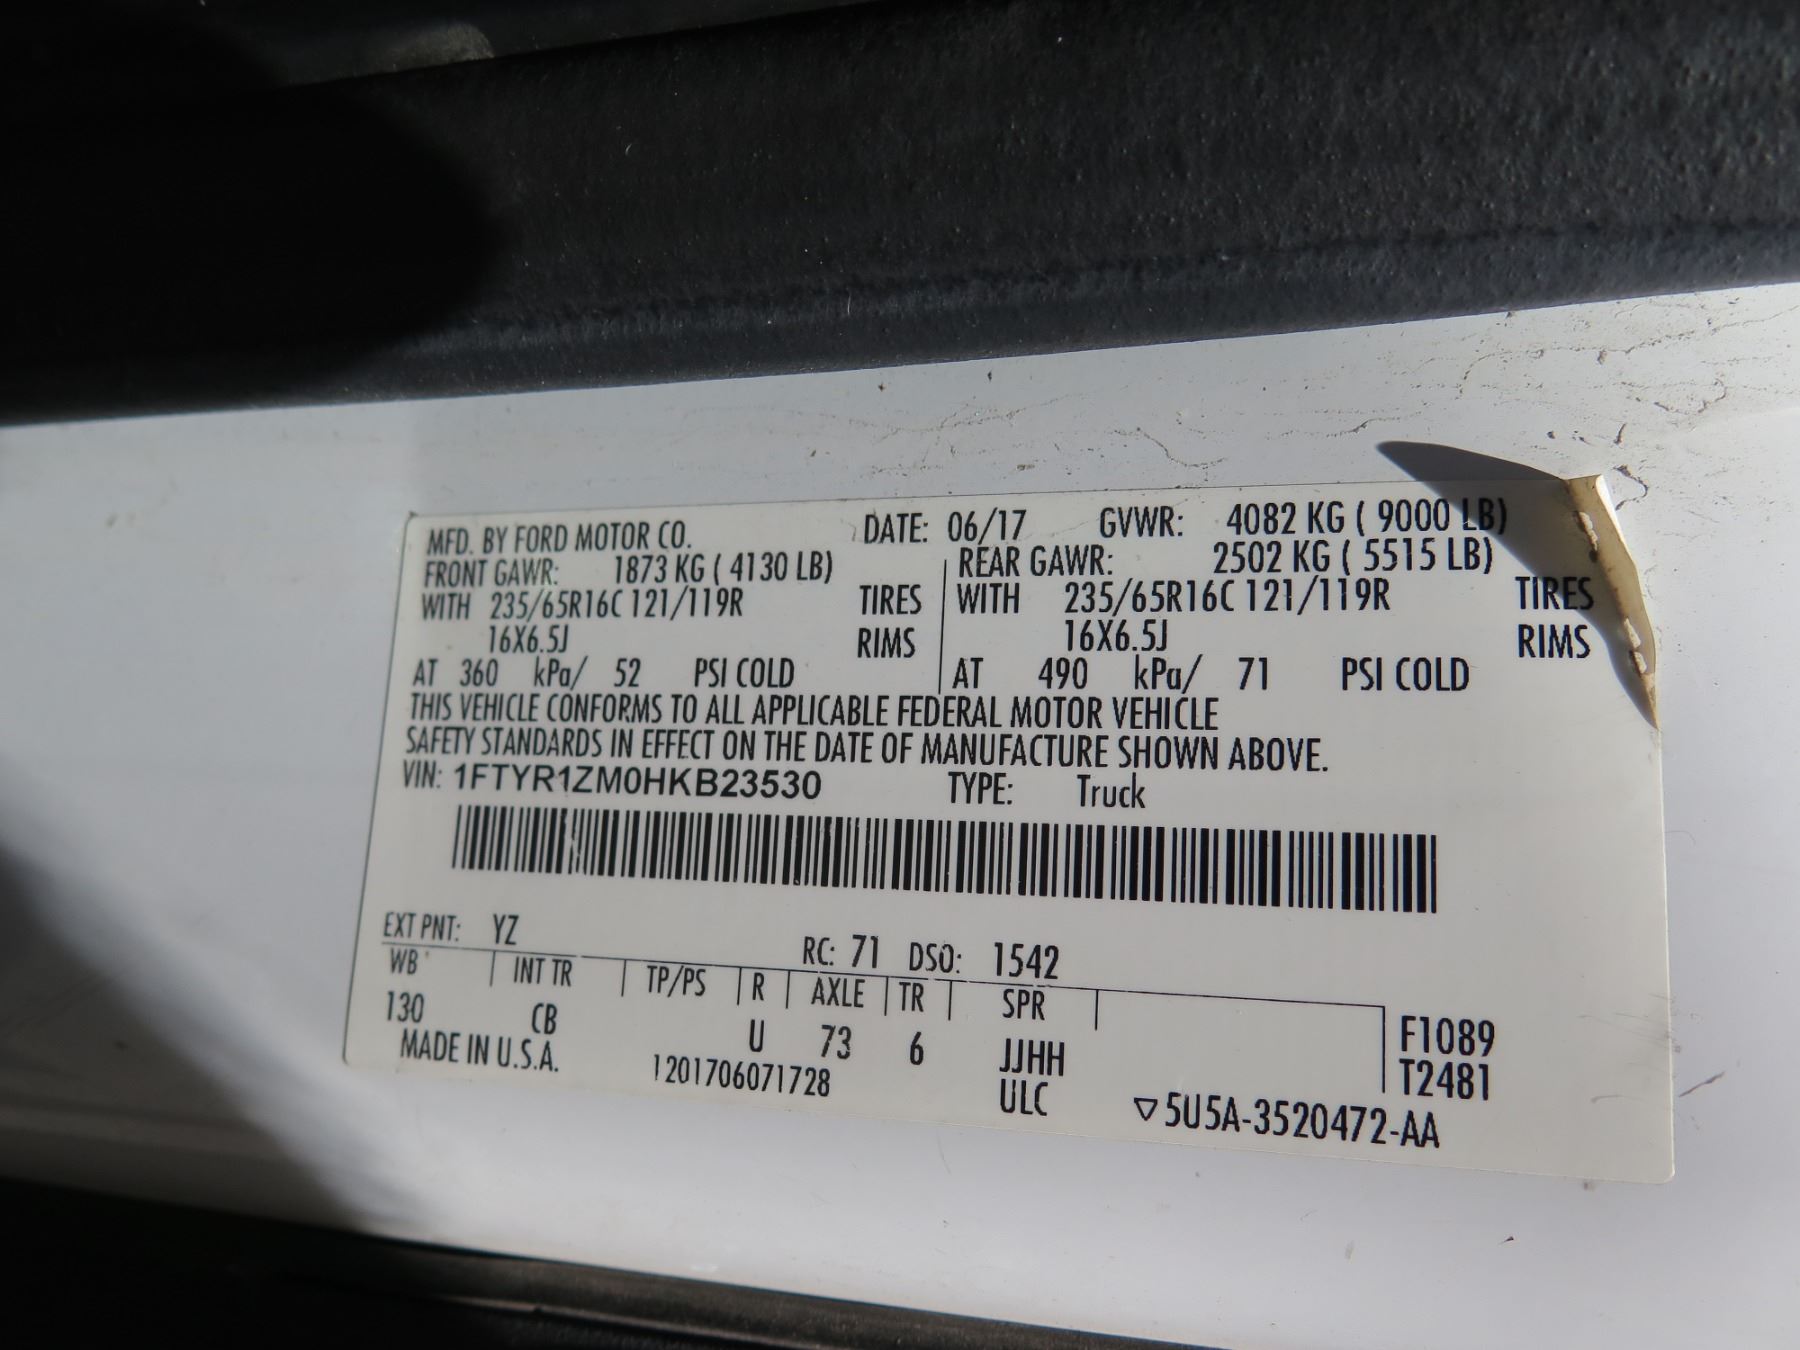 MFD. BY FORD MOTOR CO. DATE: 06/17 GVWR: 4082 KG ( 9000 LB)
FRONT GAWR: 1873 KG ( 4130 LB) REAR GAWR: 2502 KG ( 5515 LB)
WITH 235/65R16C 121/119R TIRES WITH 235/65R16C 121/119R TIRES
16X6.5J RIMS 16X6.5J RIMS
AT 360 kPa/ 52 PSI COLD AT 490 kPa/ 71 PSI COLD
THIS VEHICLE CONFORMS TO ALL APPLICABLE FEDERAL MOTOR VEHICLE
SAFETY STANDARDS IN EFFECT ON THE DATE OF MANUFACTURE SHOWN ABOVE.
VIN: 1FTYR1ZM0HKB23530 TYPE: Truck
EXT PNT: YZ RC: 71 DSO: 1542
WB INT TR TP/PS R AXLE TR SPR
130 CB U 73 6 JJHH F1089
MADE IN U.S.A. 1201706071728 ULC T2481
▽5U5A-3520472-AA